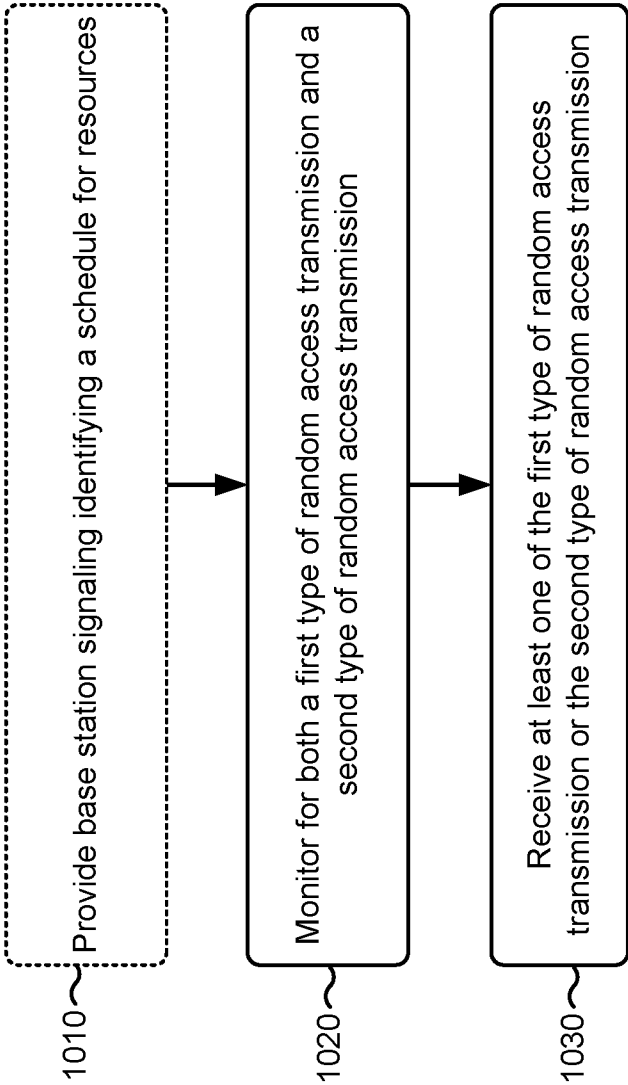 1010
Provide base station signaling identifying a schedule for resources
1020
Monitor for both a first type of random access transmission and a
second type of random access transmission
1030
Receive at least one of the first type of random access
transmission or the second type of random access transmission